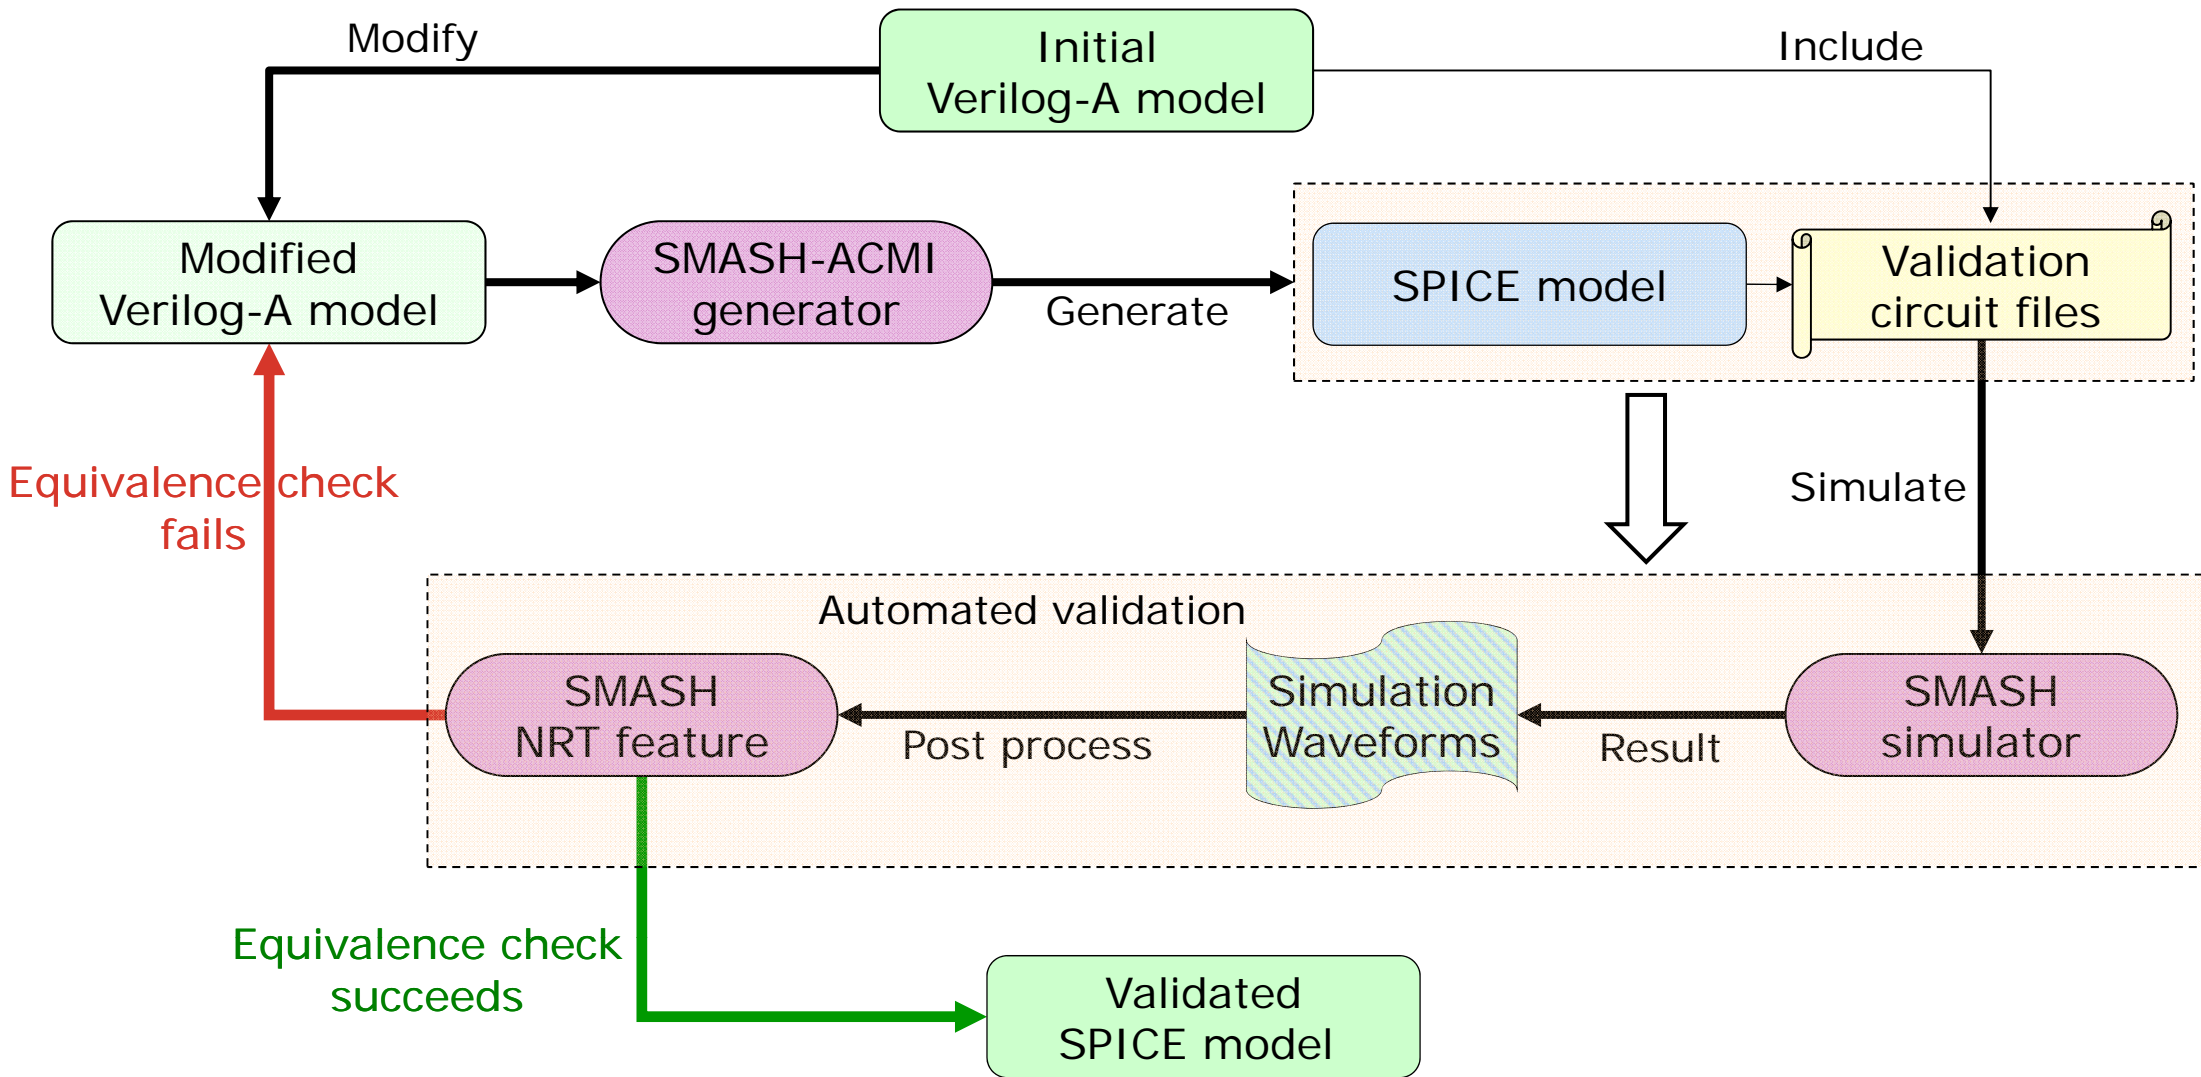 Modify
Initial
Verilog-A model
Include
Modified
Verilog-A model
SMASH-ACMI
generator
Generate
SPICE model
Validation
circuit files
Equivalence check
fails
Simulate
Automated validation
SMASH
NRT feature
Post process
Simulation
Waveforms
Result
SMASH
simulator
Equivalence check
succeeds
Validated
SPICE model